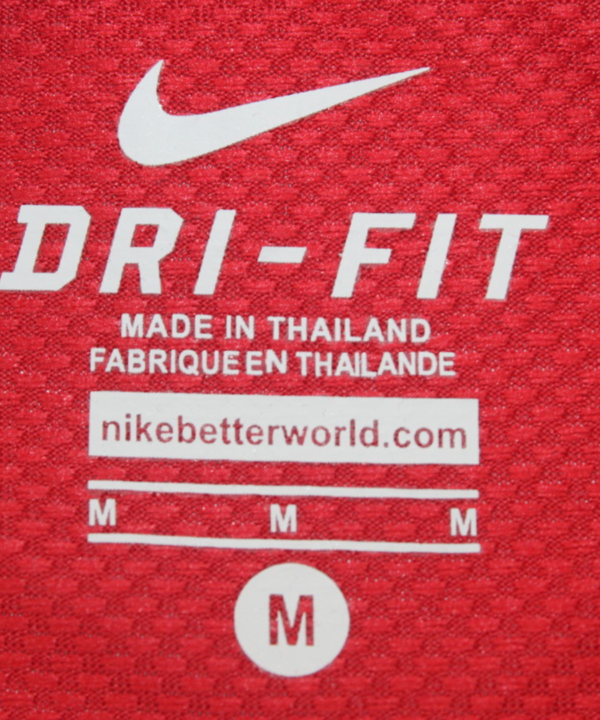 DRI-FIT
MADE IN THAILAND
FABRIQUE EN THAILANDE
nikebetterworld.com
M M M
M